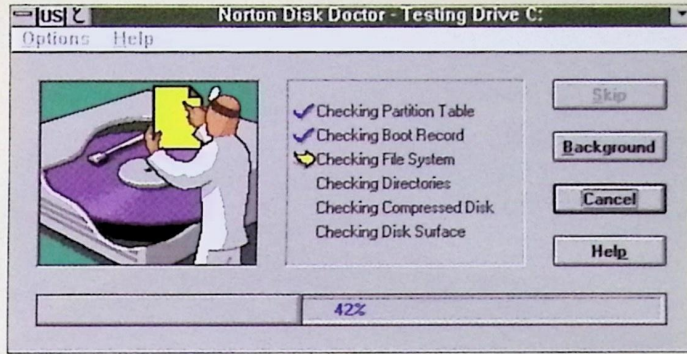 US Norton Disk Doctor - Testing Drive C:
Options Help
Checking Partition Table
Checking Boot Record
Checking File System
Checking Directories
Checking Compressed Disk
Checking Disk Surface
Skip
Background
Cancel
Help
42%